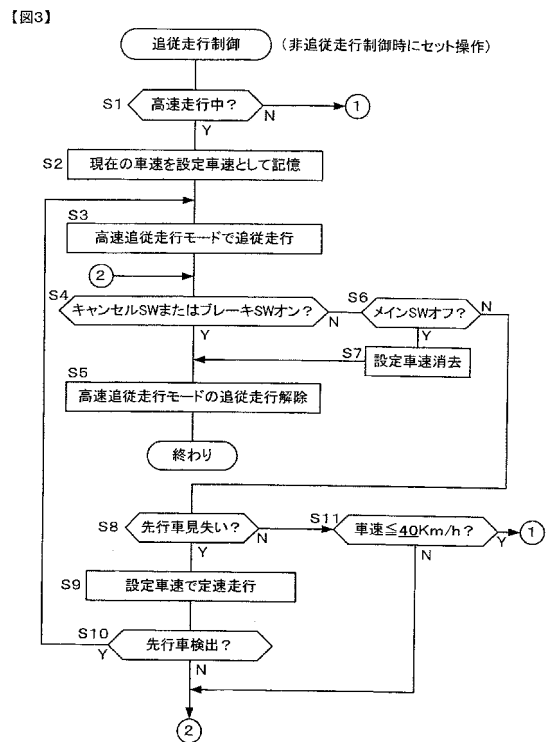 【図3】
追従走行制御
(非追従走行制御時にセット操作)
S1
高速走行中?
N
①
Y
S2
現在の車速を設定車速として記憶
S3
高速追従走行モードで追従走行
②
S4
キャンセルSWまたはブレーキSWオン?
N
Y
S6
メインSWオフ?
N
Y
S7
設定車速消去
S5
高速追従走行モードの追従走行解除
終わり
S8
先行車見失い?
N
Y
S11
車速≦40Km/h?
Y
①
N
S9
設定車速で定速走行
S10
先行車検出?
Y
N
②